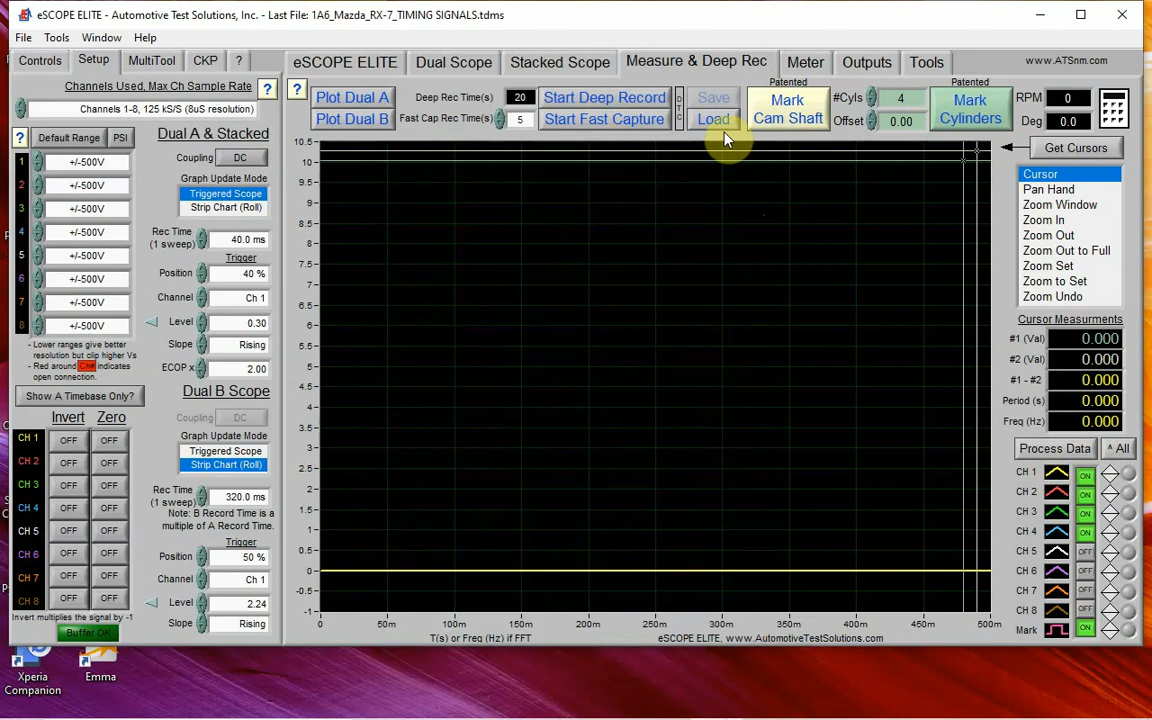 eSCOPE ELITE - Automotive Test Solutions, Inc. - Last File: 1A6_Mazda_RX-7_TIMING SIGNALS.tdms
File Tools Window Help
Controls Setup MultiTool CKP ? eSCOPE ELITE Dual Scope Stacked Scope Measure & Deep Rec Meter Outputs Tools www.ATSnm.com
Channels Used, Max Ch Sample Rate ?
Channels 1-8, 125 kS/S (8uS resolution)
? Default Range PSI
1 +/-500V
2 +/-500V
3 +/-500V
4 +/-500V
5 +/-500V
6 +/-500V
7 +/-500V
8 +/-500V
- Lower ranges give better
resolution but clip higher Vs
- Red around Ch# indicates
open connection.
Show A Timebase Only?
Invert Zero
CH 1 OFF OFF
CH 2 OFF OFF
CH 3 OFF OFF
CH 4 OFF OFF
CH 5 OFF OFF
CH 6 OFF OFF
CH 7 OFF OFF
CH 8 OFF OFF
Invert multiplies the signal by -1
Buffer OK
Dual A & Stacked
Coupling DC
Graph Update Mode
Triggered Scope
Strip Chart (Roll)
Rec Time
(1 sweep) 40.0 ms
Trigger
Position 40 %
Channel Ch 1
Level 0.30
Slope Rising
ECOP x 2.00
Dual B Scope
Coupling DC
Graph Update Mode
Triggered Scope
Strip Chart (Roll)
Rec Time
(1 sweep) 320.0 ms
Note: B Record Time is a
multiple of A Record Time.
Trigger
Position 50 %
Channel Ch 1
Level 2.24
Slope Rising
? Plot Dual A Deep Rec Time(s) 20 Start Deep Record DTC Save
Plot Dual B Fast Cap Rec Time(s) 5 Start Fast Capture Load
Patented
Mark
Cam Shaft
#Cyls 4
Offset 0.00
Patented
Mark
Cylinders
RPM 0
Deg 0.0
10.5
10
9.5
9
8.5
8
7.5
7
6.5
6
5.5
5
4.5
4
3.5
3
2.5
2
1.5
1
0.5
0
-0.5
-1
0 50m 100m 150m 200m 250m 300m 350m 400m 450m 500m
T(s) or Freq (Hz) if FFT eSCOPE ELITE, www.AutomotiveTestSolutions.com
Get Cursors
Cursor
Pan Hand
Zoom Window
Zoom In
Zoom Out
Zoom Out to Full
Zoom Set
Zoom to Set
Zoom Undo
Cursor Measurments
#1 (Val) 0.000
#2 (Val) 0.000
#1 - #2 0.000
Period (s) 0.000
Freq (Hz) 0.000
Process Data ^ All
CH 1 ON
CH 2 ON
CH 3 ON
CH 4 ON
CH 5 OFF
CH 6 OFF
CH 7 OFF
CH 8 OFF
Mark ON
Xperia
Companion
Emma